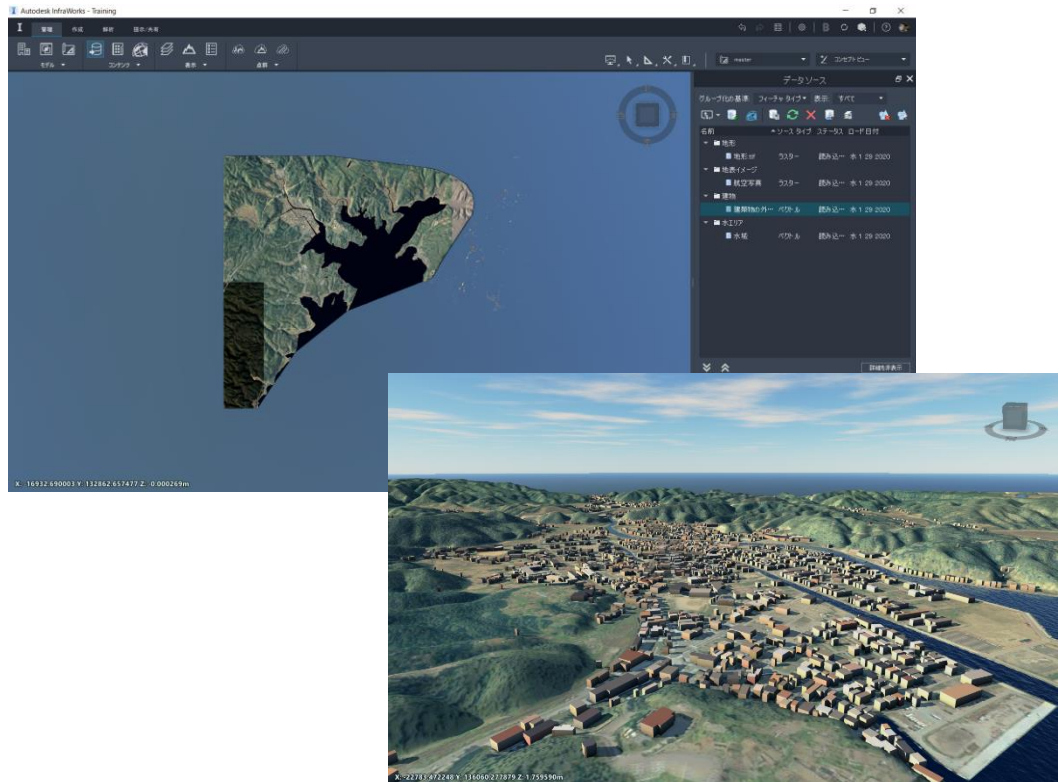 Autodesk InfraWorks - Training
管理 作成 解析 提示/共有
モデル コンテンツ 表示 点群
master コンセプト ビュー
データソース
グループ化の基準: フィーチャ タイプ 表示: すべて
名前 ソース タイプ ステータス ロード日付
地形
地形.tif ラスター 読み込… 水 1 29 2020
地表イメージ
航空写真 ラスター 読み込… 水 1 29 2020
建物
建築物の外… ベクトル 読み込… 水 1 29 2020
水エリア
水域 ベクトル 読み込… 水 1 29 2020
詳細を非表示
X: -16932.690003 Y: 132862.657477 Z: -0.000269m
X: -22783.472248 Y: 136060.277879 Z: 1.759590m